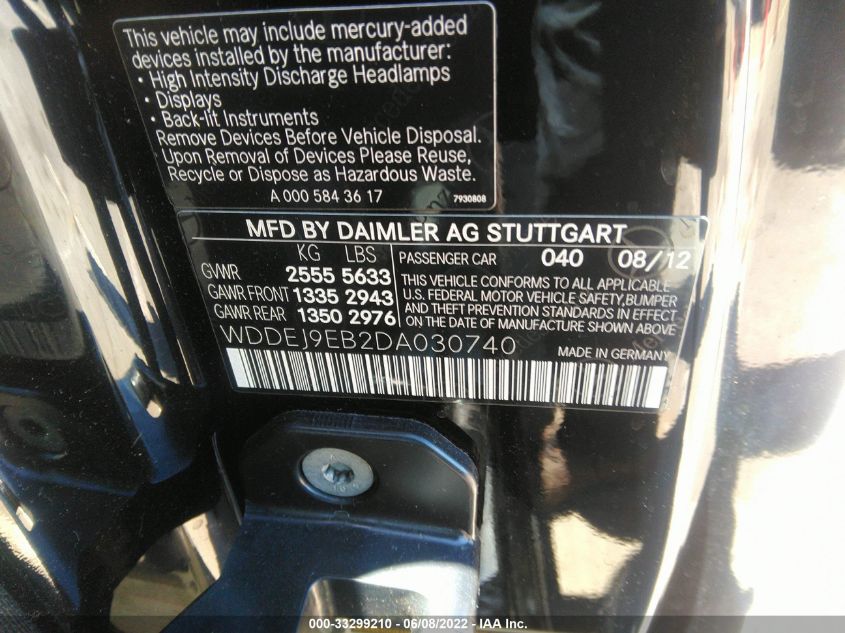 This vehicle may include mercury-added
devices installed by the manufacturer:
• High Intensity Discharge Headlamps
• Displays
• Back-lit Instruments
Remove Devices Before Vehicle Disposal.
Upon Removal of Devices Please Reuse,
Recycle or Dispose as Hazardous Waste.
A 000 584 36 17 7930808
MFD BY DAIMLER AG STUTTGART
KG LBS
GVWR 2555 5633
GAWR FRONT 1335 2943
GAWR REAR 1350 2976
PASSENGER CAR 040 08/12
THIS VEHICLE CONFORMS TO ALL APPLICABLE
U.S. FEDERAL MOTOR VEHICLE SAFETY, BUMPER
AND THEFT PREVENTION STANDARDS IN EFFECT
ON THE DATE OF MANUFACTURE SHOWN ABOVE
WDDEJ9EB2DA030740 MADE IN GERMANY
000-33299210 - 06/08/2022 - IAA Inc.